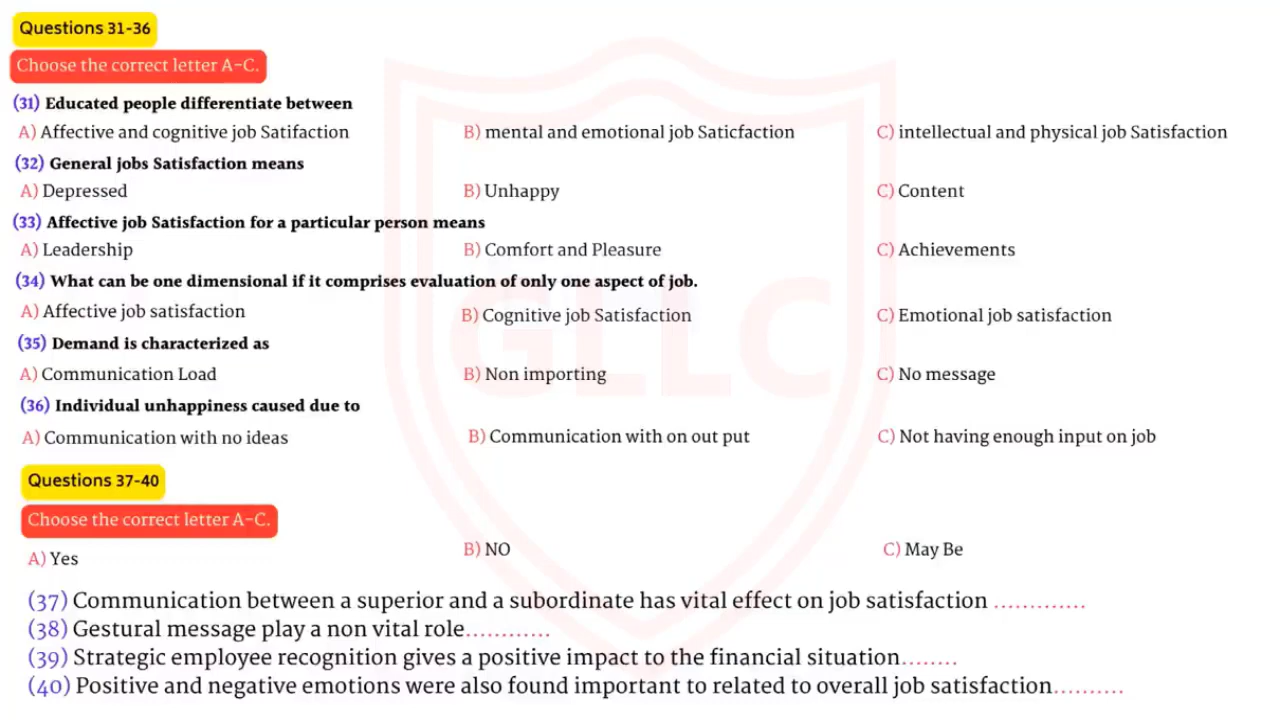 Questions 31-36
Choose the correct letter A-C.
(31) Educated people differentiate between
A) Affective and cognitive job Satifaction B) mental and emotional job Saticfaction C) intellectual and physical job Satisfaction
(32) General jobs Satisfaction means
A) Depressed B) Unhappy C) Content
(33) Affective job Satisfaction for a particular person means
A) Leadership B) Comfort and Pleasure C) Achievements
(34) What can be one dimensional if it comprises evaluation of only one aspect of job.
A) Affective job satisfaction B) Cognitive job Satisfaction C) Emotional job satisfaction
(35) Demand is characterized as
A) Communication Load B) Non importing C) No message
(36) Individual unhappiness caused due to
A) Communication with no ideas B) Communication with on out put C) Not having enough input on job
Questions 37-40
Choose the correct letter A-C.
A) Yes B) NO C) May Be
(37) Communication between a superior and a subordinate has vital effect on job satisfaction .............
(38) Gestural message play a non vital role............
(39) Strategic employee recognition gives a positive impact to the financial situation........
(40) Positive and negative emotions were also found important to related to overall job satisfaction..........
GLLC